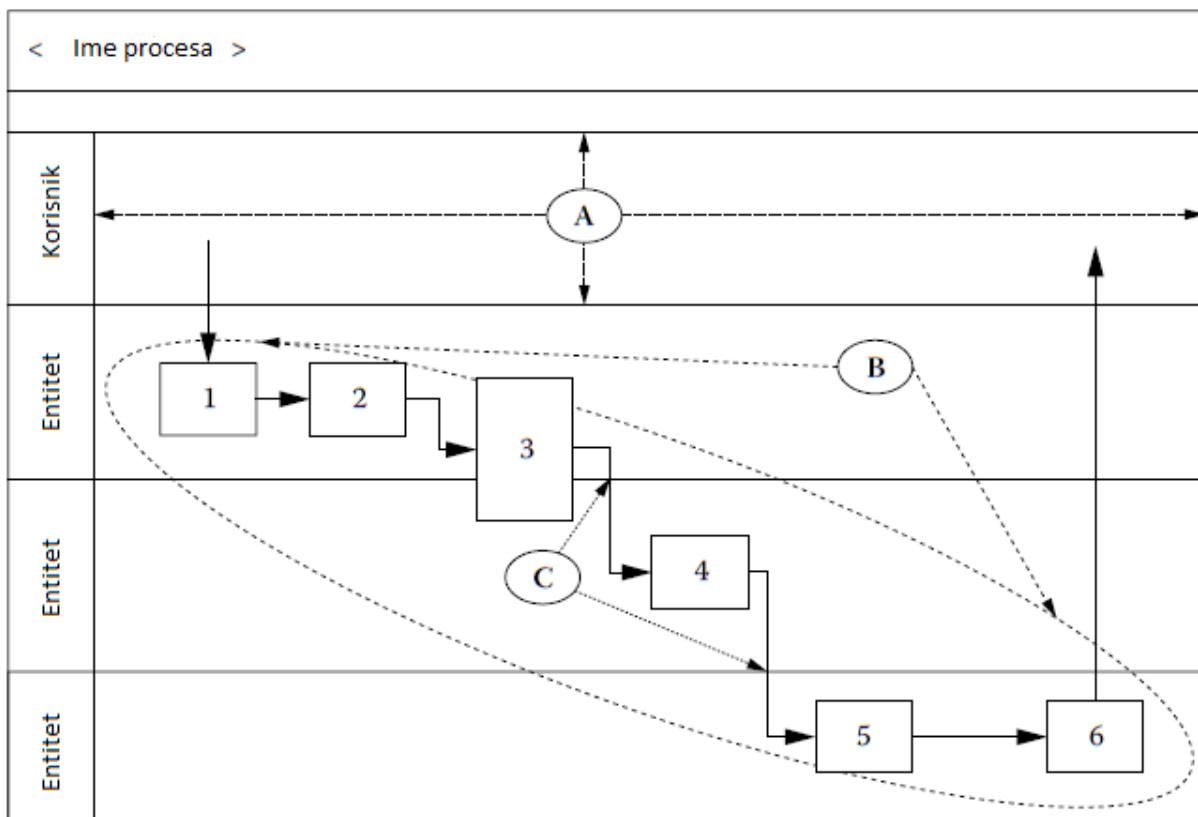 < Ime procesa >
Korisnik
A
Entitet
B
1
2
3
Entitet
C
4
Entitet
5
6